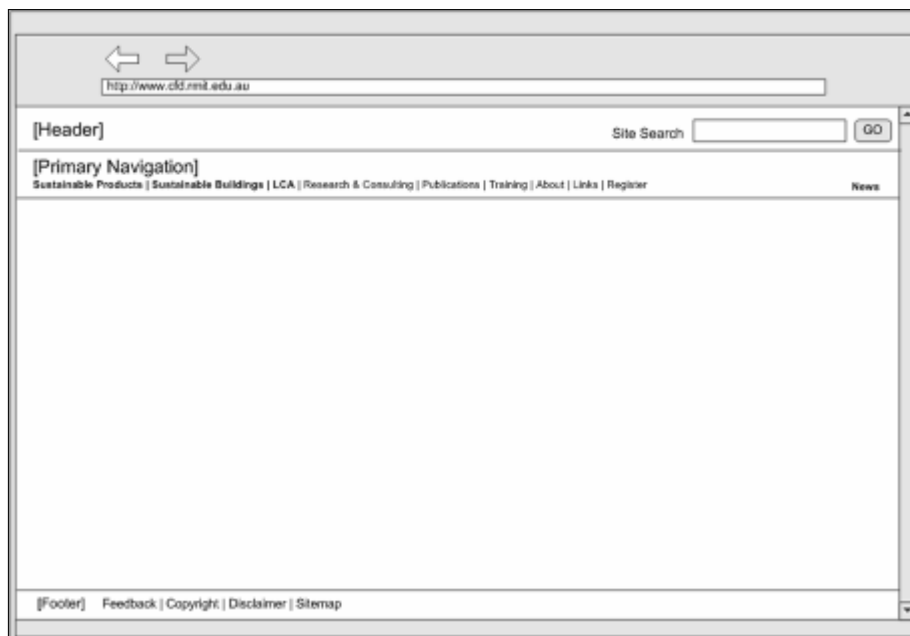 http://www.cfd.rmit.edu.au
[Header] Site Search GO
[Primary Navigation]
Sustainable Products | Sustainable Buildings | LCA | Research & Consulting | Publications | Training | About | Links | Register News
[Footer] Feedback | Copyright | Disclaimer | Sitemap